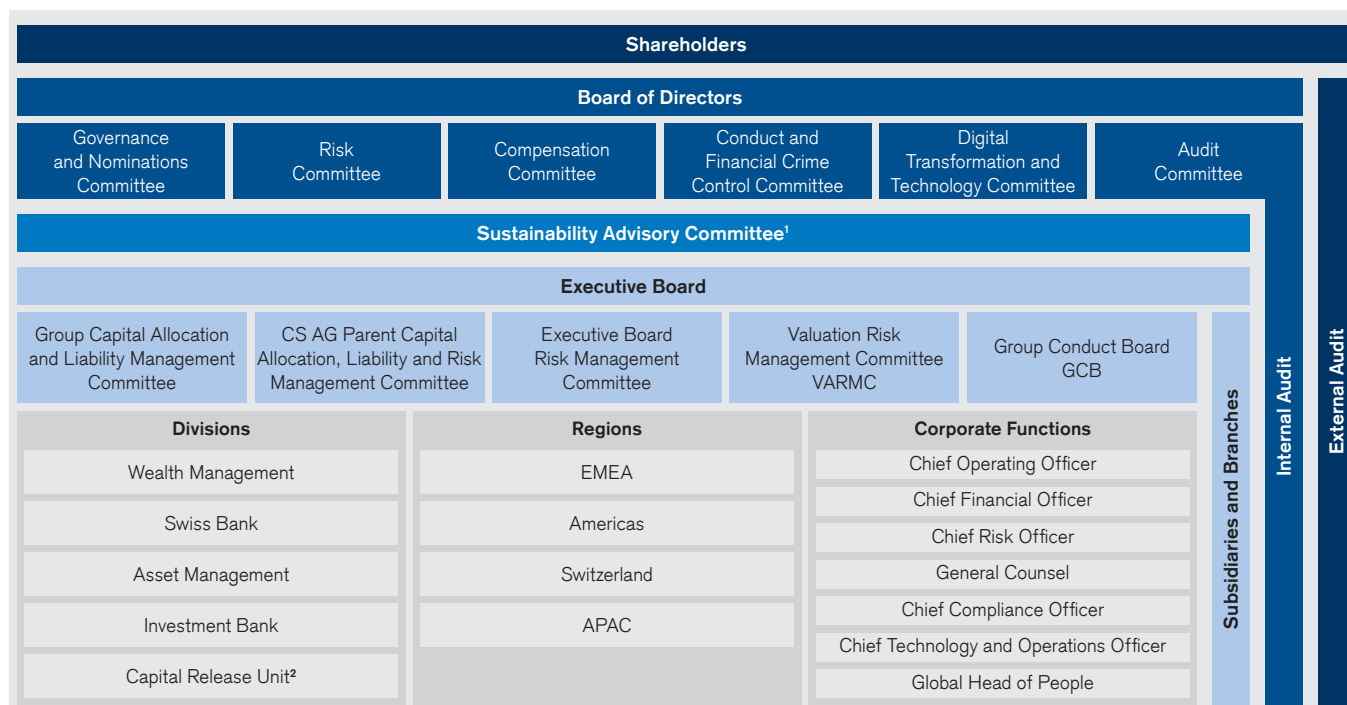 Shareholders
Board of Directors
Governance
and Nominations
Committee
Risk
Committee
Compensation
Committee
Conduct and
Financial Crime
Control Committee
Digital
Transformation and
Technology Committee
Audit
Committee
Sustainability Advisory Committee¹
Executive Board
Group Capital Allocation
and Liability Management
Committee
CS AG Parent Capital
Allocation, Liability and Risk
Management Committee
Executive Board
Risk Management
Committee
Valuation Risk
Management Committee
VARMC
Group Conduct Board
GCB
Divisions
Wealth Management
Swiss Bank
Asset Management
Investment Bank
Capital Release Unit²
Regions
EMEA
Americas
Switzerland
APAC
Corporate Functions
Chief Operating Officer
Chief Financial Officer
Chief Risk Officer
General Counsel
Chief Compliance Officer
Chief Technology and Operations Officer
Global Head of People
Subsidiaries and Branches
Internal Audit
External Audit